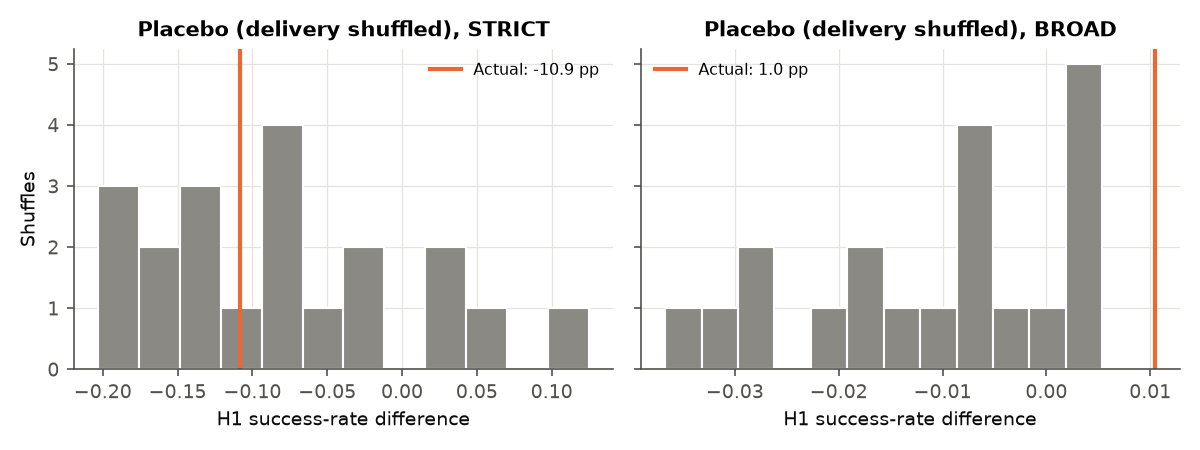 Placebo (delivery shuffled), STRICT
Actual: -10.9 pp
Shuffles
5
4
3
2
1
0
−0.20 −0.15 −0.10 −0.05 0.00 0.05 0.10
H1 success-rate difference
Placebo (delivery shuffled), BROAD
Actual: 1.0 pp
−0.03 −0.02 −0.01 0.00 0.01
H1 success-rate difference